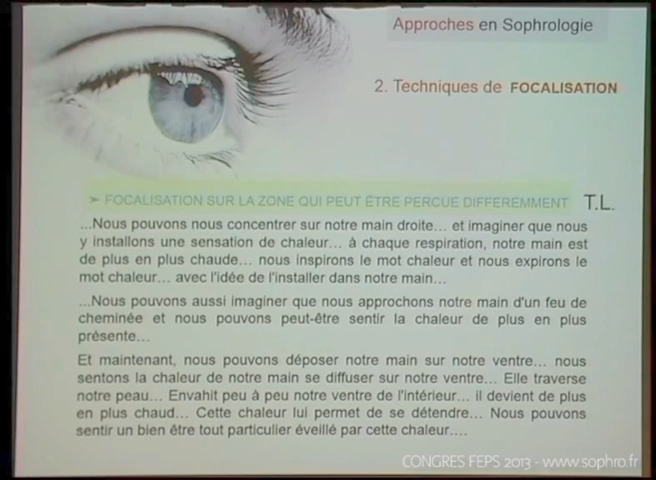 Approches en Sophrologie
2. Techniques de FOCALISATION
➤ FOCALISATION SUR LA ZONE QUI PEUT ÊTRE PERCUE DIFFEREMMENT T.L.
...Nous pouvons nous concentrer sur notre main droite... et imaginer que nous
y installons une sensation de chaleur... à chaque respiration, notre main est
de plus en plus chaude... nous inspirons le mot chaleur et nous expirons le
mot chaleur... avec l'idée de l'installer dans notre main...
...Nous pouvons aussi imaginer que nous approchons notre main d'un feu de
cheminée et nous pouvons peut-être sentir la chaleur de plus en plus
présente...
Et maintenant, nous pouvons déposer notre main sur notre ventre... nous
sentons la chaleur de notre main se diffuser sur notre ventre... Elle traverse
notre peau... Envahit peu à peu notre ventre de l'intérieur... il devient de plus
en plus chaud... Cette chaleur lui permet de se détendre... Nous pouvons
sentir un bien être tout particulier éveillé par cette chaleur....
CONGRES FEPS 2013 - www.sophro.fr